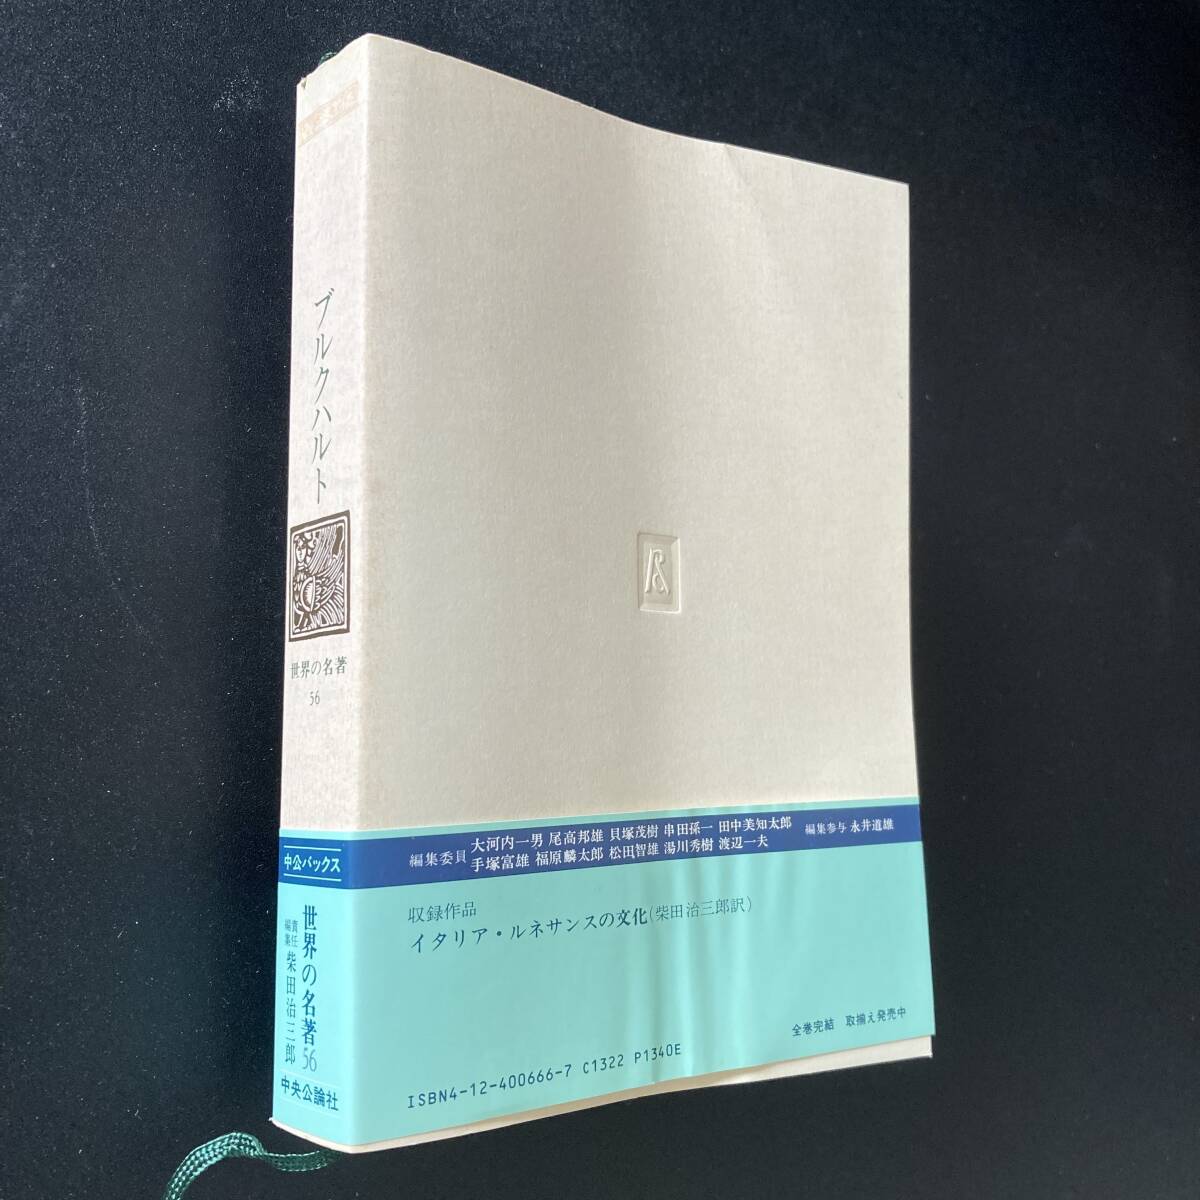 ブルクハルト
世界の名著
56
中公バックス
世界の名著 56
責任編集 柴田治三郎
中央公論社
編集委員
大河内一男 尾高邦雄 貝塚茂樹 串田孫一 田中美知太郎
手塚富雄 福原麟太郎 松田智雄 湯川秀樹 渡辺一夫
編集参与 永井道雄
収録作品
イタリア・ルネサンスの文化(柴田治三郎訳)
全巻完結 取揃え発売中
ISBN4-12-400666-7 C1322 P1340E